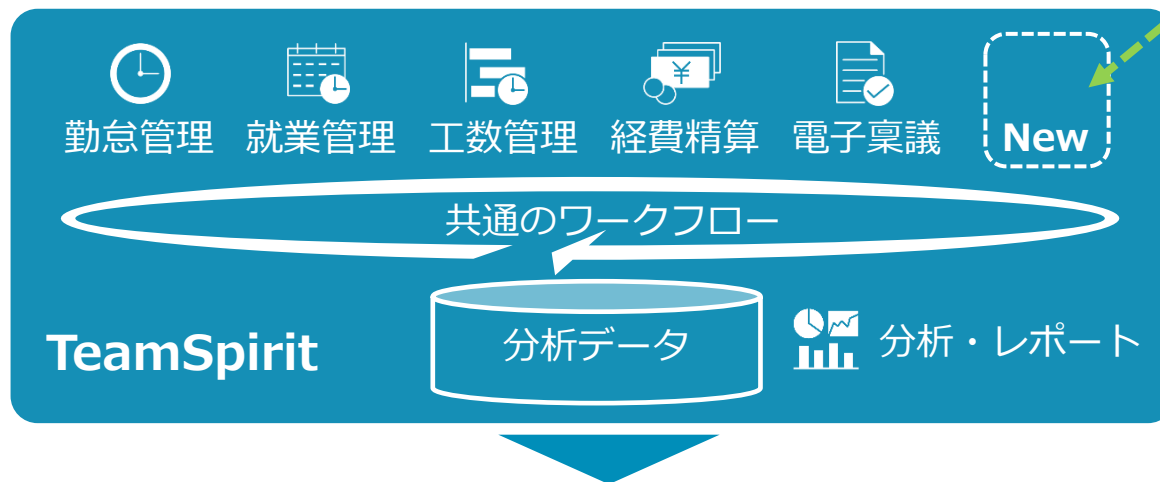 勤怠管理 就業管理 工数管理 経費精算 電子稟議 New
共通のワークフロー
TeamSpirit 分析データ 分析・レポート